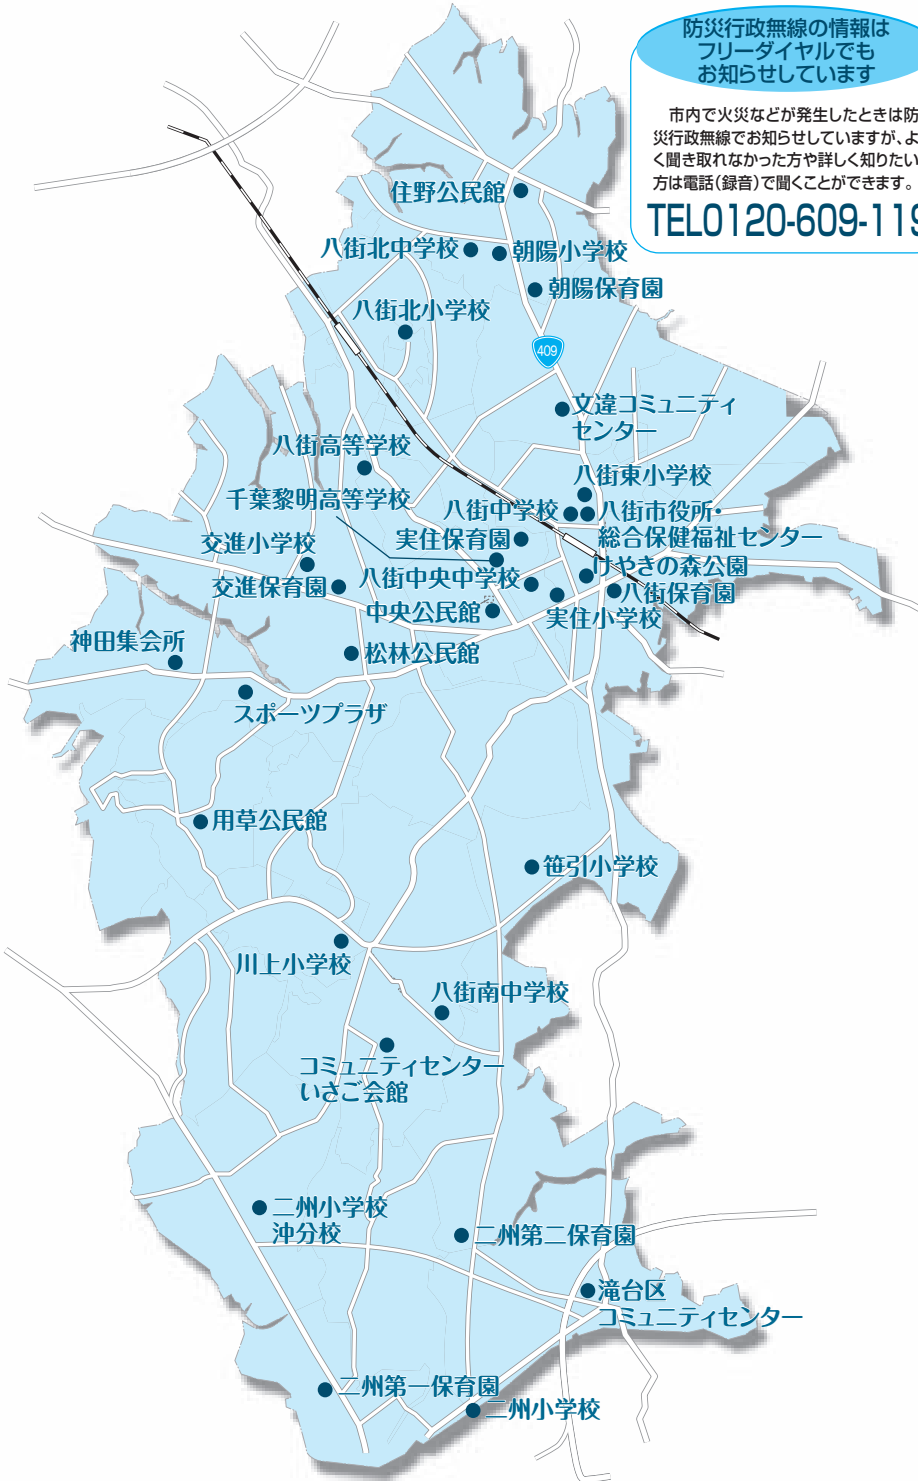 防災行政無線の情報は
フリーダイヤルでも
お知らせしています
市内で火災などが発生したときは防
災行政無線でお知らせしていますが、よ
く聞き取れなかった方や詳しく知りたい
方は電話(録音)で聞くことができます。
TEL0120-609-119
住野公民館
八街北中学校
朝陽小学校
朝陽保育園
八街北小学校
409
文違コミュニティ
センター
八街高等学校
八街東小学校
千葉黎明高等学校
八街中学校
八街市役所・
総合保健福祉センター
実住保育園
交進小学校
けやきの森公園
八街中央中学校
交進保育園
八街保育園
中央公民館
実住小学校
神田集会所
松林公民館
スポーツプラザ
用草公民館
笹引小学校
川上小学校
八街南中学校
コミュニティセンター
いさご会館
二州小学校
沖分校
二州第二保育園
滝台区
コミュニティセンター
二州第一保育園
二州小学校